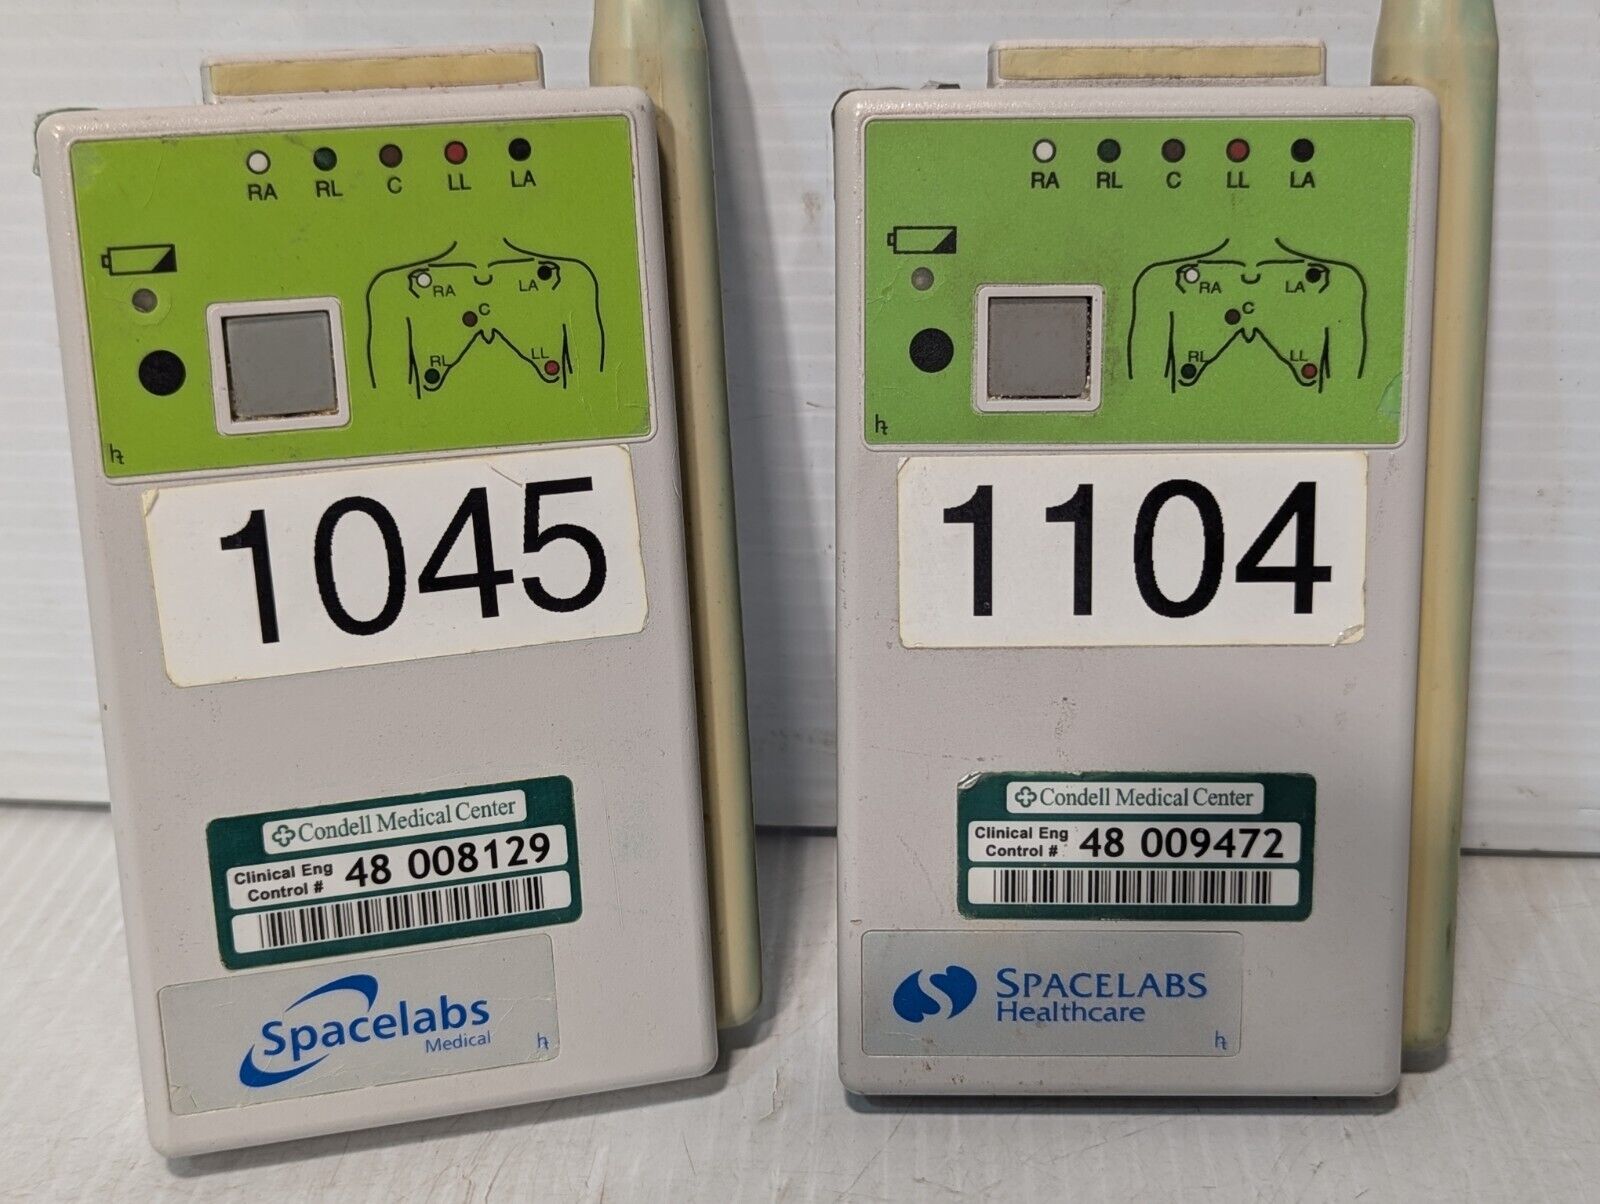 RA RL C LL LA
RA LA
C
RL LL
1045
Condell Medical Center
Clinical Eng
Control # 48 008129
Spacelabs
Medical
RA RL C LL LA
RA LA
C
RL LL
1104
Condell Medical Center
Clinical Eng
Control # 48 009472
SPACELABS
Healthcare